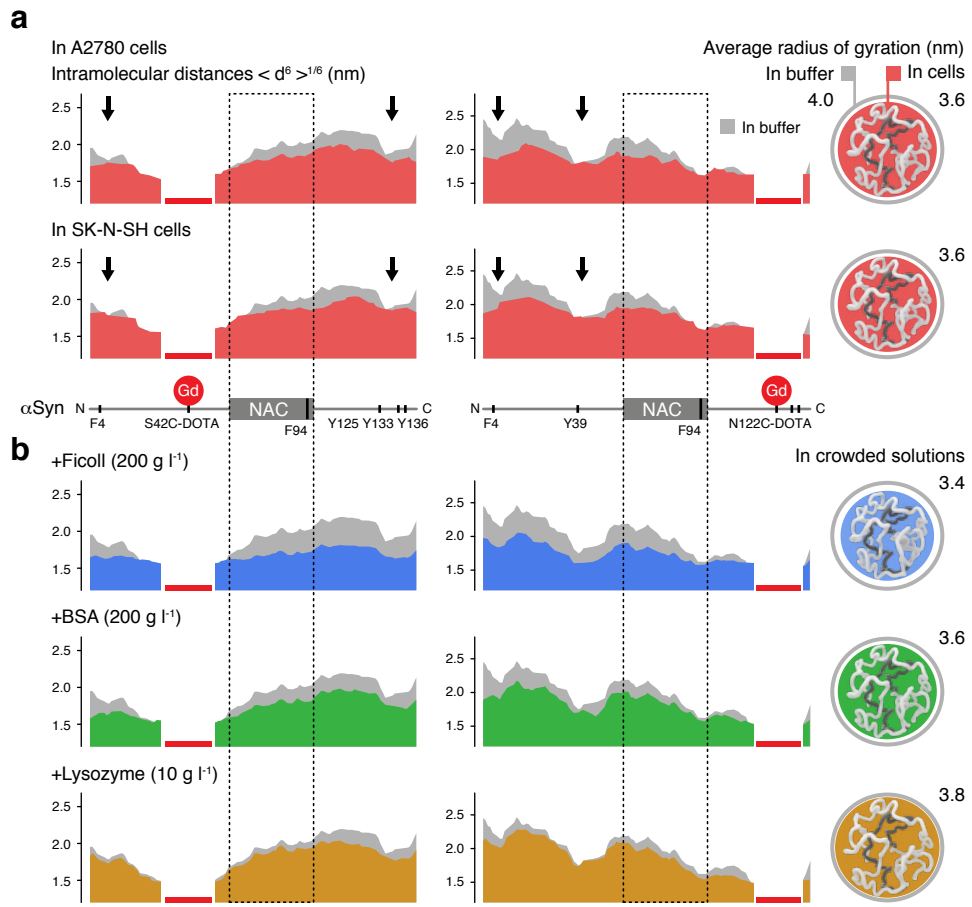 a
In A2780 cells
Intramolecular distances < d⁶ >¹/⁶ (nm)
Average radius of gyration (nm)
In buffer
In cells
4.0
3.6
In buffer
2.5
2.0
1.5
2.5
2.0
1.5
In SK-N-SH cells
3.6
2.5
2.0
1.5
2.5
2.0
1.5
Gd
Gd
αSyn
N
NAC
C
F4
S42C-DOTA
F94
Y125
Y133
Y136
N
NAC
C
F4
Y39
F94
N122C-DOTA
b
+Ficoll (200 g l⁻¹)
In crowded solutions
3.4
2.5
2.0
1.5
2.5
2.0
1.5
+BSA (200 g l⁻¹)
3.6
2.5
2.0
1.5
2.5
2.0
1.5
+Lysozyme (10 g l⁻¹)
3.8
2.5
2.0
1.5
2.5
2.0
1.5